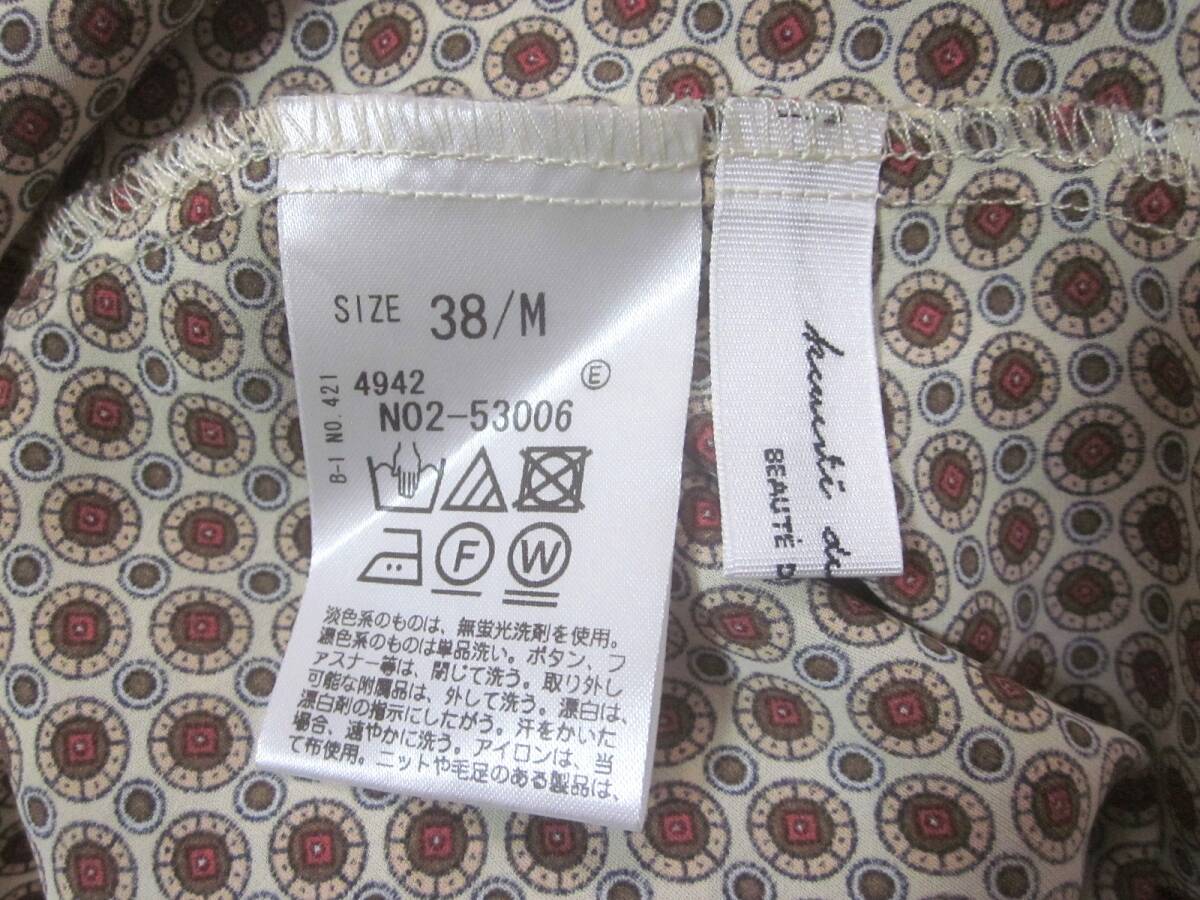 SIZE 38/M
4942
Ⓔ
N02-53006
B-I NO.421
F
W
淡色系のものは、無蛍光洗剤を使用。
濃色系のものは単品洗い。ボタン、フ
ァスナー等は、閉じて洗う。取り外し
可能な附属品は、外して洗う。漂白は、
漂白剤の指示にしたがう。汗をかいた
場合、速やかに洗う。アイロンは、当
て布使用。ニットや毛足のある製品は、
BEAUTÉ